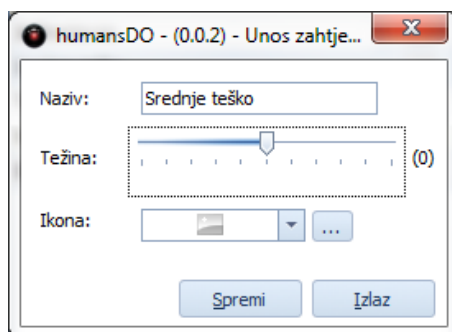 humansDO - (0.0.2) - Unos zahtje...
Naziv: Srednje teško
Težina: (0)
Ikona: ...
Spremi Izlaz